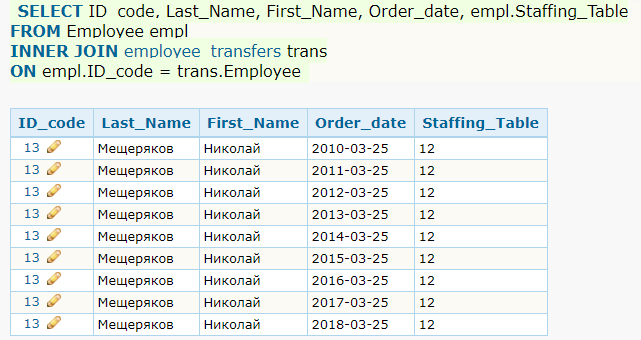 SELECT ID_code, Last_Name, First_Name, Order_date, empl.Staffing_Table
FROM Employee empl
INNER JOIN employee_transfers trans
ON empl.ID_code = trans.Employee
ID_code Last_Name First_Name Order_date Staffing_Table
13 Мещеряков Николай 2010-03-25 12
13 Мещеряков Николай 2011-03-25 12
13 Мещеряков Николай 2012-03-25 12
13 Мещеряков Николай 2013-03-25 12
13 Мещеряков Николай 2014-03-25 12
13 Мещеряков Николай 2015-03-25 12
13 Мещеряков Николай 2016-03-25 12
13 Мещеряков Николай 2017-03-25 12
13 Мещеряков Николай 2018-03-25 12